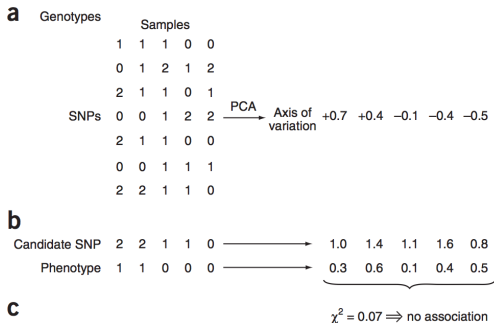 a Genotypes
Samples
1 1 1 0 0
0 1 2 1 2
2 1 1 0 1
SNPs 0 0 1 2 2 PCA Axis of variation +0.7 +0.4 −0.1 −0.4 −0.5
2 1 1 0 0
0 0 1 1 1
2 2 1 1 0
b
Candidate SNP 2 2 1 1 0 1.0 1.4 1.1 1.6 0.8
Phenotype 1 1 0 0 0 0.3 0.6 0.1 0.4 0.5
c
χ² = 0.07 ⇒ no association